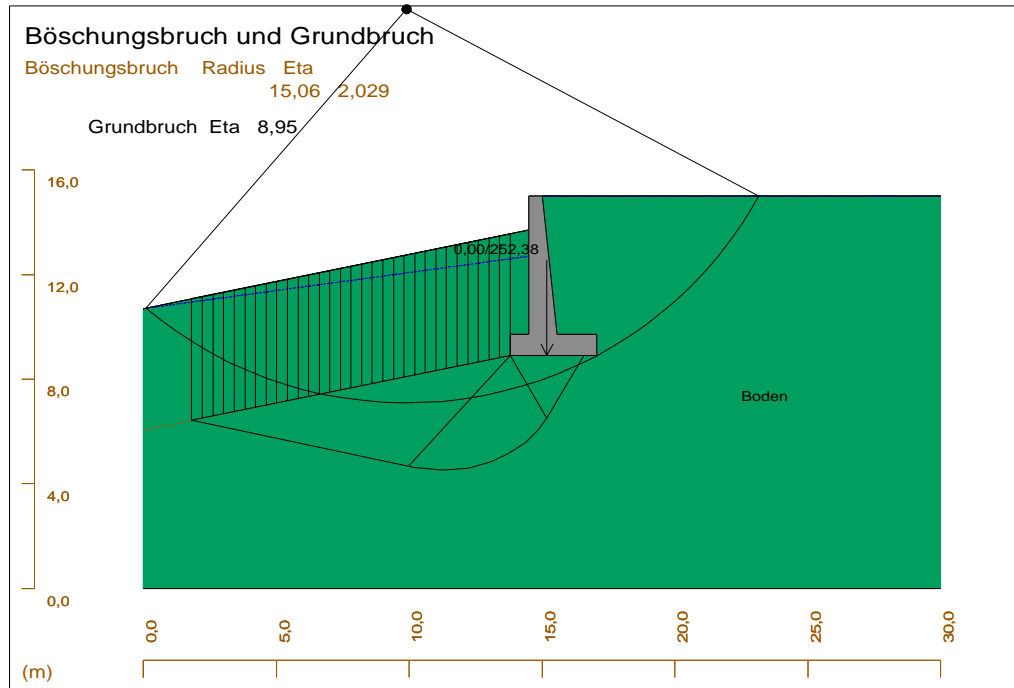 Böschungsbruch und Grundbruch
Böschungsbruch Radius Eta
15,06 2,029
Grundbruch Eta 8,95
16,0
0,00/252,38
12,0
8,0
Boden
4,0
0,0
0,0 5,0 10,0 15,0 20,0 25,0 30,0
(m)